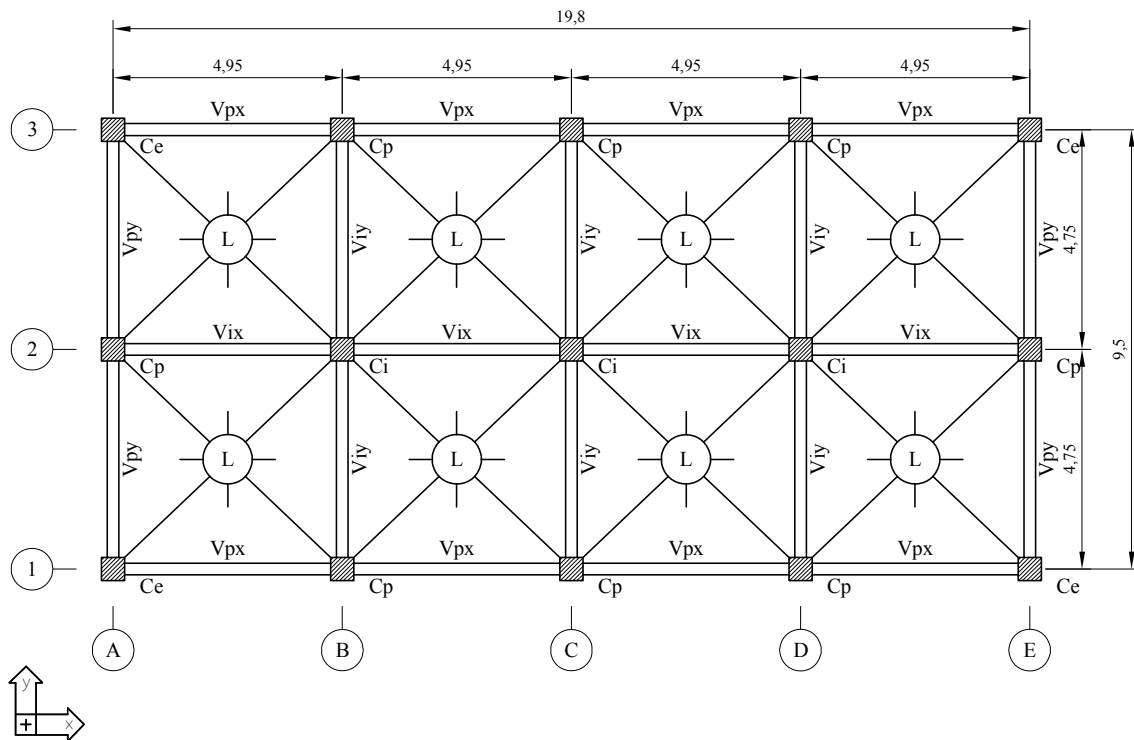 19,8
4,95 4,95 4,95 4,95
Vpx Vpx Vpx Vpx
3
Ce Cp Cp Cp Ce
Vpy L Viy L Viy L Viy L Vpy 4,75
Vix Vix Vix Vix
2
9,5
Cp Ci Ci Ci Cp
Vpy L Viy L Viy L Viy L Vpy 4,75
Vpx Vpx Vpx Vpx
1
Ce Cp Cp Cp Ce
A B C D E
y
+ x